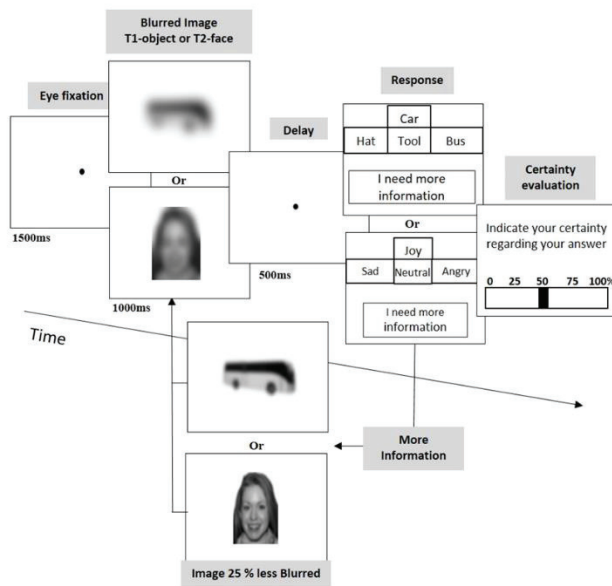 Blurred Image
T1-object or T2-face
Eye fixation
Response
Delay
Car
Hat Tool Bus
I need more
information
Certainty
evaluation
Or
Or
Indicate your certainty
regarding your answer
0 25 50 75 100%
Joy
Sad Neutral Angry
I need more
information
1500ms
500ms
1000ms
Time
More
Information
Or
Image 25 % less Blurred